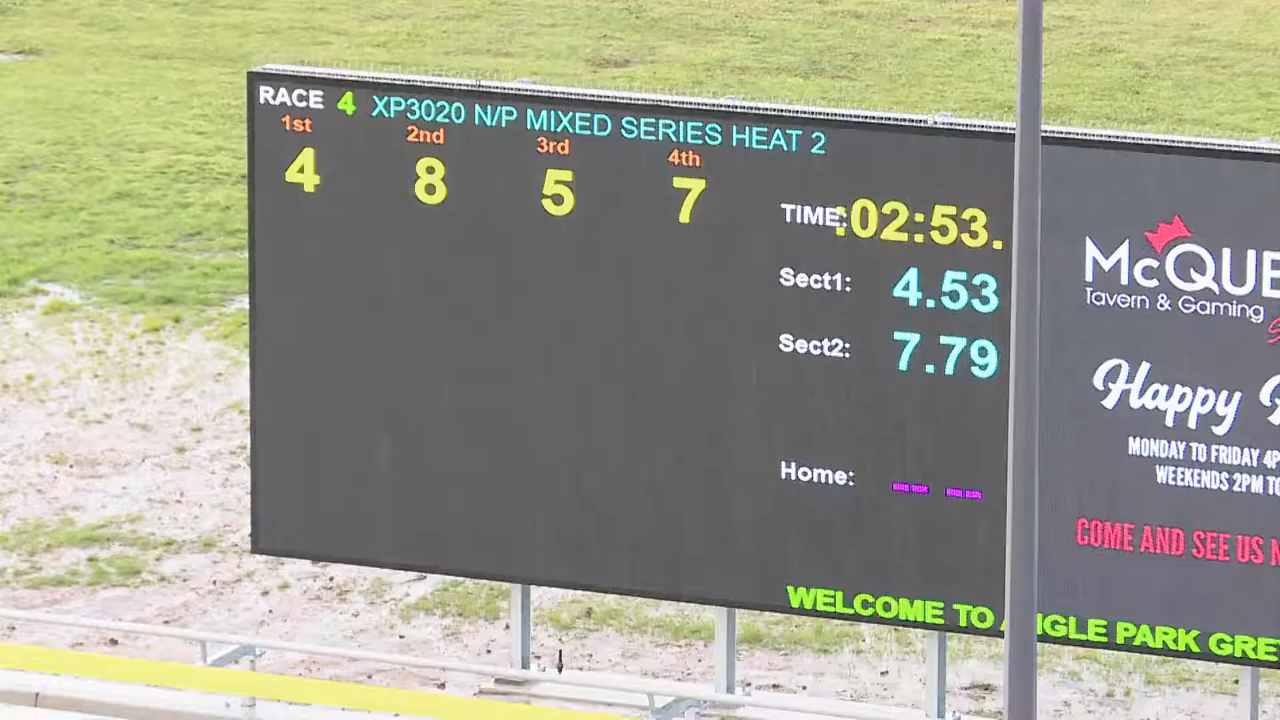 RACE 4 XP3020 N/P MIXED SERIES HEAT 2
1st 2nd 3rd 4th
4 8 5 7
TIME: :02:53.
Sect1: 4.53
Sect2: 7.79
Home: -- --
WELCOME TO ANGLE PARK GRE
McQUE
Tavern & Gaming
Happy
MONDAY TO FRIDAY 4P
WEEKENDS 2PM TO
COME AND SEE US